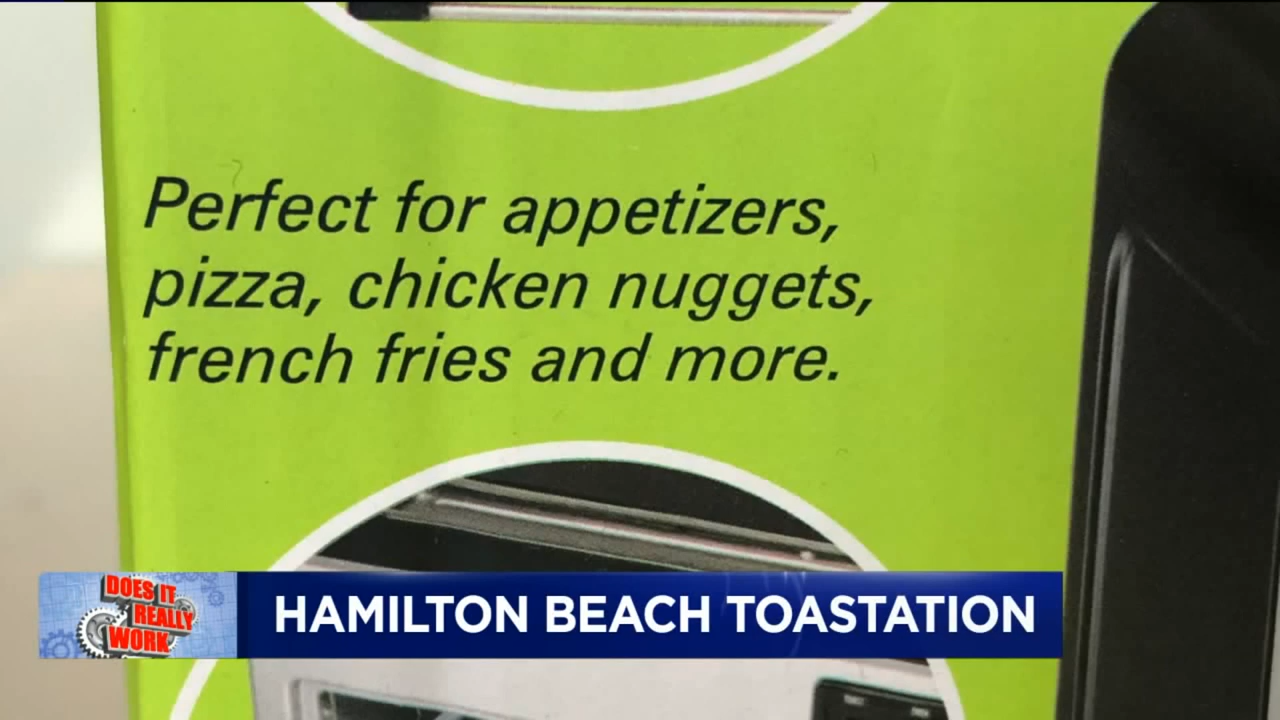 Perfect for appetizers,
pizza, chicken nuggets,
french fries and more.
DOES IT
REALLY
WORK
HAMILTON BEACH TOASTATION